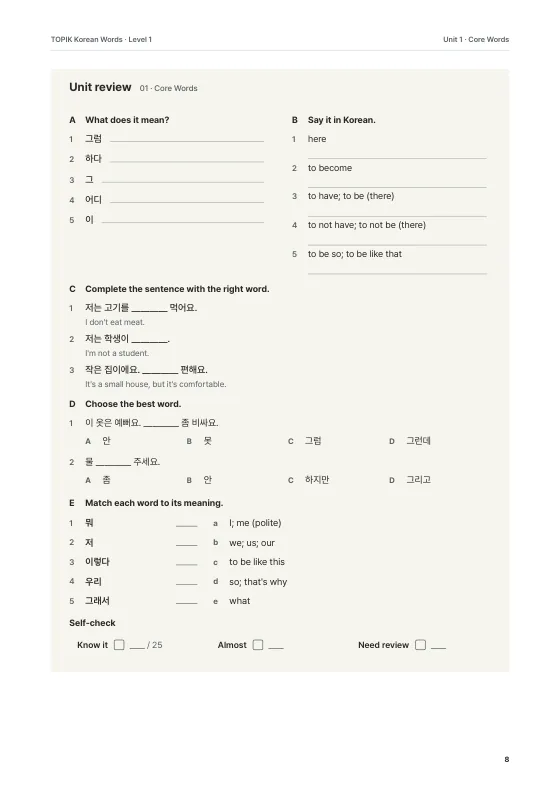 TOPIK Korean Words · Level 1
Unit 1 · Core Words
Unit review 01 · Core Words
A What does it mean?
1 그럼
2 하다
3 그
4 어디
5 이
B Say it in Korean.
1 here
2 to become
3 to have; to be (there)
4 to not have; to not be (there)
5 to be so; to be like that
C Complete the sentence with the right word.
1 저는 고기를 ________ 먹어요.
I don't eat meat.
2 저는 학생이 ________.
I'm not a student.
3 작은 집이에요. ________ 편해요.
It's a small house, but it's comfortable.
D Choose the best word.
1 이 옷은 예뻐요. ________ 좀 비싸요.
A 안 B 못 C 그럼 D 그런데
2 물 ________ 주세요.
A 좀 B 안 C 하지만 D 그리고
E Match each word to its meaning.
1 뭐 ____ a I; me (polite)
2 저 ____ b we; us; our
3 이렇다 ____ c to be like this
4 우리 ____ d so; that's why
5 그래서 ____ e what
Self-check
Know it ___ / 25 Almost ___ Need review ___
8